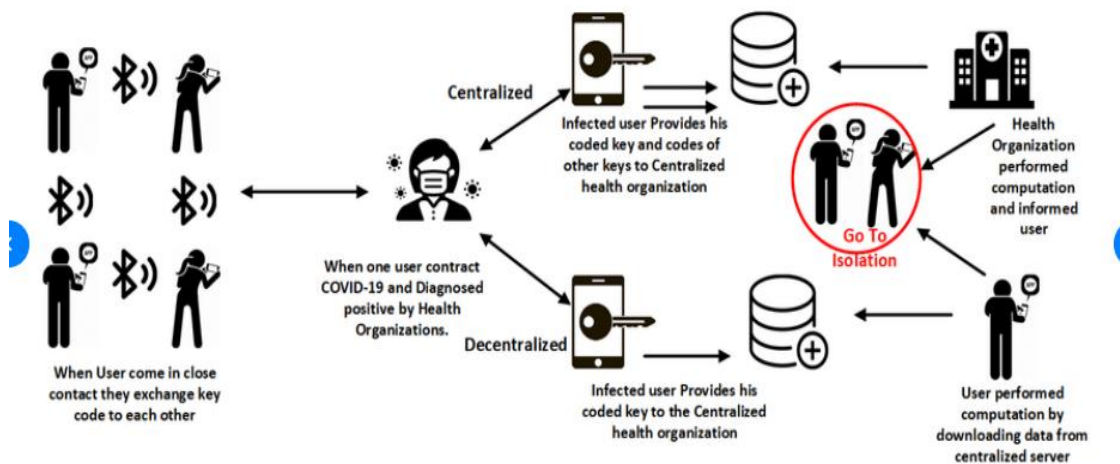 When User come in close
contact they exchange key
code to each other
When one user contract
COVID-19 and Diagnosed
positive by Health
Organizations.
Centralized
Infected user Provides his
coded key and codes of
other keys to Centralized
health organization
Health
Organization
performed
computation
and informed
user
Go To
Isolation
Decentralized
Infected user Provides his
coded key to the Centralized
health organization
User performed
computation by
downloading data from
centralized server